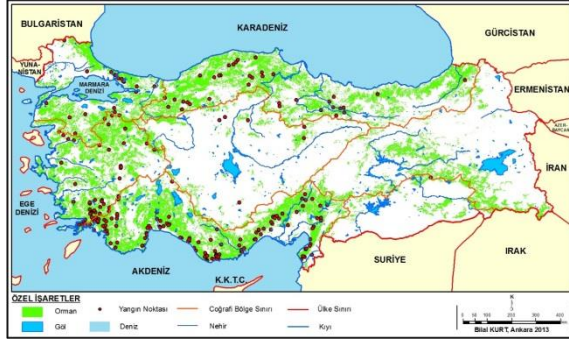 BULGARİSTAN
KARADENİZ
GÜRCİSTAN
YUNA-
NİSTAN
MARMARA
DENİZİ
ERMENİSTAN
AZER-
BAYCAN
İRAN
EGE
DENİZİ
AKDENİZ
K.K.T.C.
SURİYE
IRAK
ÖZEL İŞARETLER
Orman
Yangın Noktası
Coğrafi Bölge Sınırı
Ülke Sınırı
Göl
Deniz
Nehir
Kıyı
K
Bilal KURT, Ankara 2013